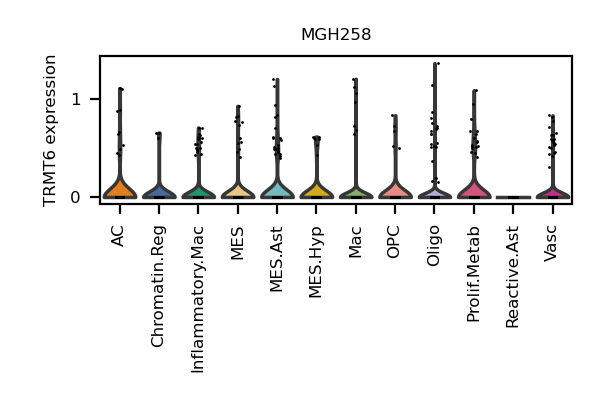 MGH258
TRMT6 expression
1
0
AC
Chromatin.Reg
Inflammatory.Mac
MES
MES.Ast
MES.Hyp
Mac
OPC
Oligo
Prolif.Metab
Reactive.Ast
Vasc